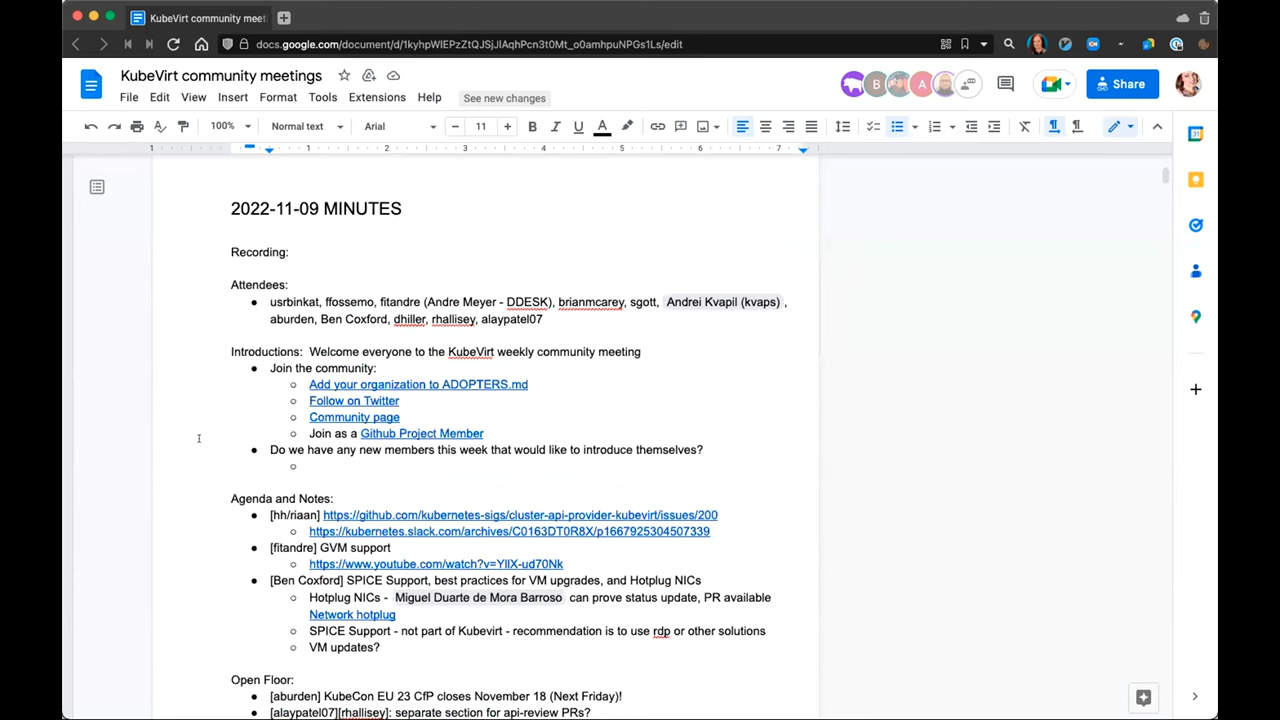 KubeVirt community meet
docs.google.com/document/d/1kyhpWIEPzZtQJSjJIAqhPcn3t0Mt_o0amhpuNPGs1Ls/edit
KubeVirt community meetings
File Edit View Insert Format Tools Extensions Help See new changes
B A
Share
100% Normal text Arial 11 B I U A
1 1 2 3 4 5 6 7
2022-11-09 MINUTES
Recording:
Attendees:
usrbinkat, ffossemo, fitandre (Andre Meyer - DDESK), brianmcarey, sgott, Andrei Kvapil (kvaps) ,
aburden, Ben Coxford, dhiller, rhallisey, alaypatel07
Introductions: Welcome everyone to the KubeVirt weekly community meeting
Join the community:
Add your organization to ADOPTERS.md
Follow on Twitter
Community page
Join as a Github Project Member
Do we have any new members this week that would like to introduce themselves?
Agenda and Notes:
[hh/riaan] https://github.com/kubernetes-sigs/cluster-api-provider-kubevirt/issues/200
https://kubernetes.slack.com/archives/C0163DT0R8X/p1667925304507339
[fitandre] GVM support
https://www.youtube.com/watch?v=YllX-ud70Nk
[Ben Coxford] SPICE Support, best practices for VM upgrades, and Hotplug NICs
Hotplug NICs - Miguel Duarte de Mora Barroso can prove status update, PR available
Network hotplug
SPICE Support - not part of Kubevirt - recommendation is to use rdp or other solutions
VM updates?
Open Floor:
[aburden] KubeCon EU 23 CfP closes November 18 (Next Friday)!
[alaypatel07][rhallisey]: separate section for api-review PRs?